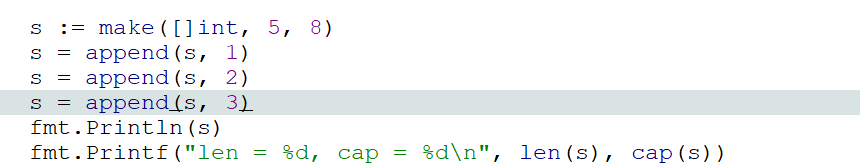 s := make([]int, 5, 8)
s = append(s, 1)
s = append(s, 2)
s = append(s, 3)
fmt.Println(s)
fmt.Printf("len = %d, cap = %d\n", len(s), cap(s))